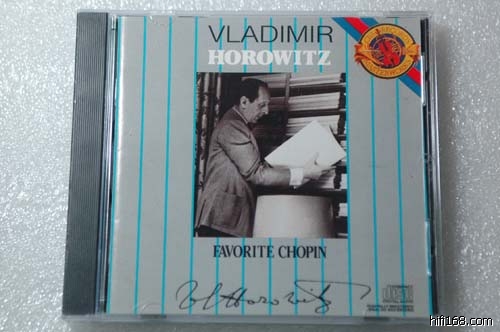 VLADIMIR
HOROWITZ
FAVORITE CHOPIN
hifi168.com